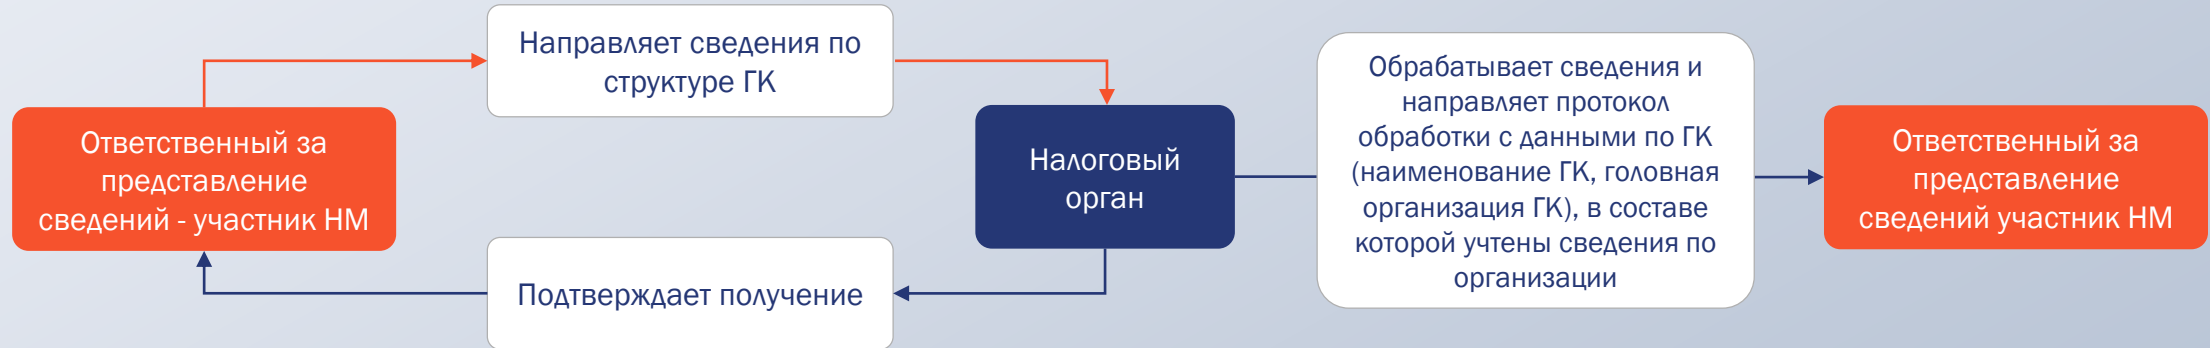 Направляет сведения по
структуре ГК
Ответственный за
представление
сведений - участник НМ
Налоговый
орган
Подтверждает получение
Обрабатывает сведения и
направляет протокол
обработки с данными по ГК
(наименование ГК, головная
организация ГК), в составе
которой учтены сведения по
организации
Ответственный за
представление
сведений участник НМ